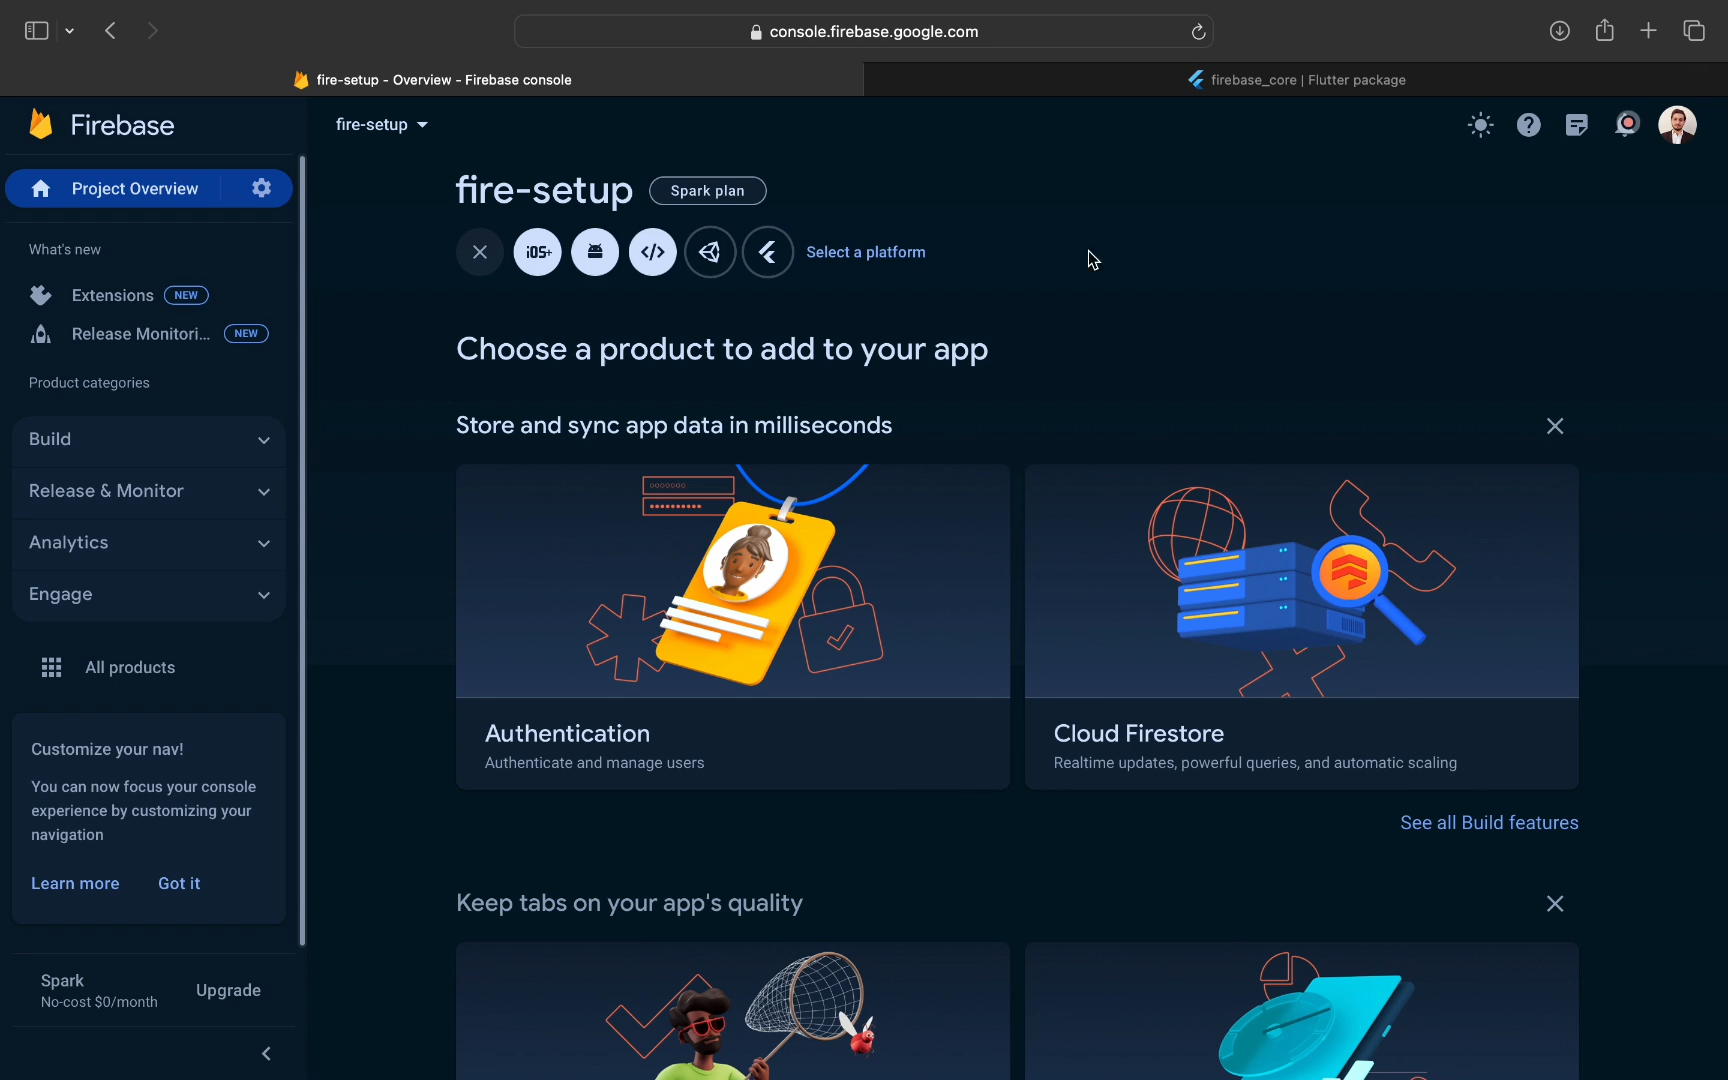 console.firebase.google.com
fire-setup - Overview - Firebase console
firebase_core | Flutter package
Firebase
fire-setup
Project Overview
What's new
Extensions NEW
Release Monitori... NEW
Product categories
Build
Release & Monitor
Analytics
Engage
All products
Customize your nav!
You can now focus your console
experience by customizing your
navigation
Learn more Got it
Spark
No-cost $0/month
Upgrade
fire-setup Spark plan
iOS+ </> Select a platform
Choose a product to add to your app
Store and sync app data in milliseconds
Authentication
Authenticate and manage users
Cloud Firestore
Realtime updates, powerful queries, and automatic scaling
See all Build features
Keep tabs on your app's quality